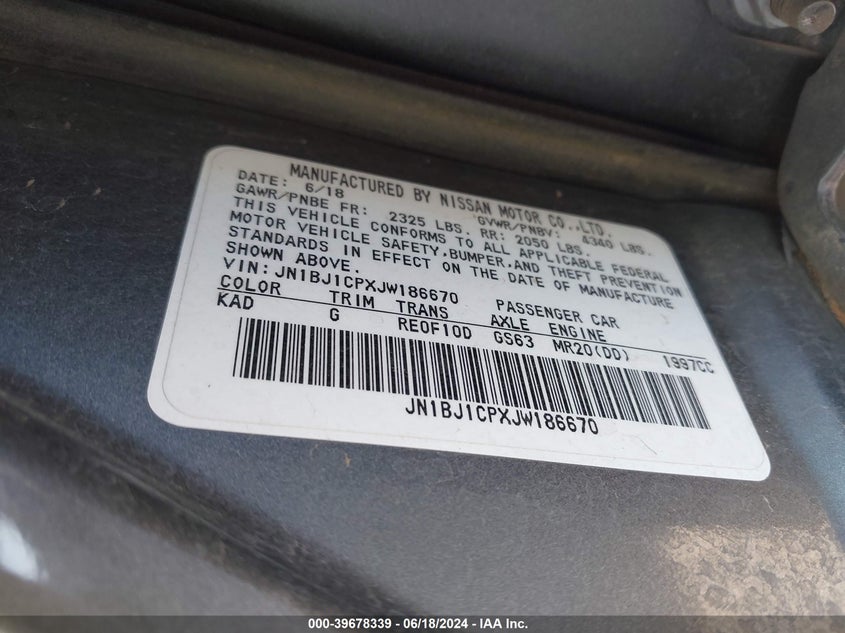 MANUFACTURED BY NISSAN MOTOR CO.,LTD.
DATE: 6/18 GVWR/PNBV: 4340 LBS.
GAWR/PNBE FR: 2325 LBS. RR: 2050 LBS.
THIS VEHICLE CONFORMS TO ALL APPLICABLE FEDERAL
MOTOR VEHICLE SAFETY,BUMPER,AND THEFT PREVENTION
STANDARDS IN EFFECT ON THE DATE OF MANUFACTURE
SHOWN ABOVE.
VIN: JN1BJ1CPXJW186670 PASSENGER CAR
COLOR TRIM TRANS AXLE ENGINE
KAD G RE0F10D GS63 MR20(DD) 1997CC
JN1BJ1CPXJW186670
000-39678339 - 06/18/2024 - IAA Inc.